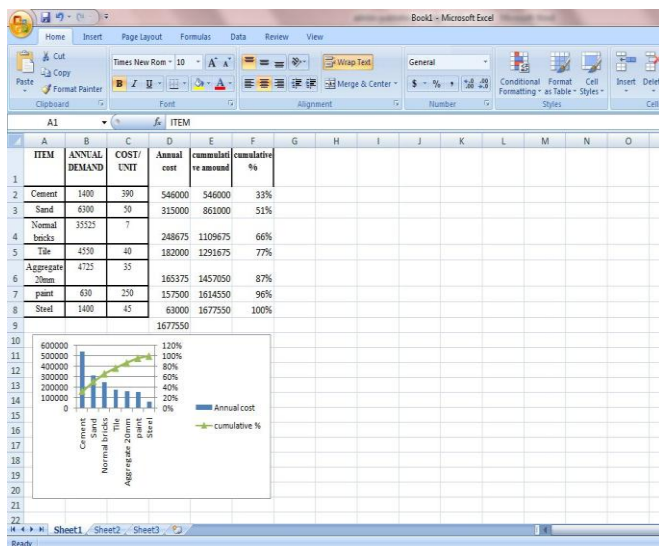 Book1 - Microsoft Excel
Home Insert Page Layout Formulas Data Review View
Cut
Copy
Format Painter
Paste
Clipboard
Times New Rom 10
B I U
Font
Wrap Text
Merge & Center
Alignment
General
$ % ,
Number
Conditional Formatting
Format as Table
Cell Styles
Styles
Insert Delet
Cell
A1 fx ITEM
A B C D E F G H I J K L M N O
1 ITEM ANNUAL DEMAND COST/ UNIT Annual cost cummulati ve amound cumulative %
2 Cement 1400 390 546000 546000 33%
3 Sand 6300 50 315000 861000 51%
4 Normal bricks 35525 7 248675 1109675 66%
5 Tile 4550 40 182000 1291675 77%
6 Aggregate 20mm 4725 35 165375 1457050 87%
7 paint 630 250 157500 1614550 96%
8 Steel 1400 45 63000 1677550 100%
9 1677550
10
11
12
13
14
15
16
17
18
19
20
21
22
600000 120%
500000 100%
400000 80%
300000 60%
200000 40%
100000 20%
0 0%
Cement
Sand
Normal bricks
Tile
Aggregate 20mm
paint
Steel
Annual cost
cumulative %
Sheet1 Sheet2 Sheet3
Ready